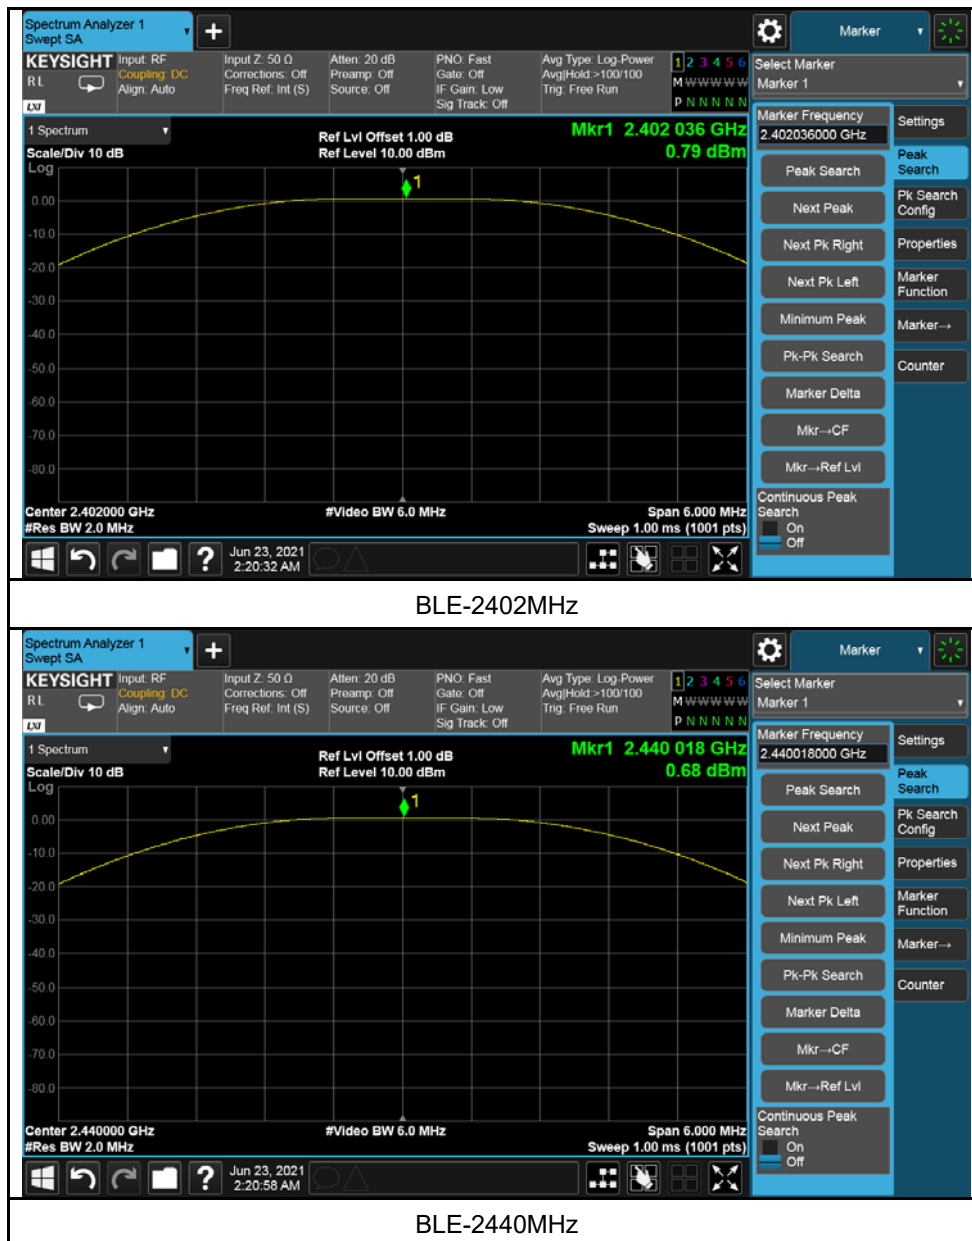 Spectrum Analyzer 1
Swept SA
Marker
KEYSIGHT
Input: RF
Input Z: 50 Ω
Atten: 20 dB
PNO: Fast
Avg Type: Log-Power
1 2 3 4 5 6
Select Marker
RL
Coupling: DC
Corrections: Off
Preamp: Off
Gate: Off
Avg|Hold:>100/100
M W W W W W
Marker 1
Align: Auto
Freq Ref: Int (S)
Source: Off
IF Gain: Low
Trig: Free Run
LXI
Sig Track: Off
P N N N N N
1 Spectrum
Ref Lvl Offset 1.00 dB
Mkr1 2.402 036 GHz
Scale/Div 10 dB
Ref Level 10.00 dBm
0.79 dBm
Log
1
0.00
-10.0
-20.0
-30.0
-40.0
-50.0
-60.0
-70.0
-80.0
Center 2.402000 GHz
#Video BW 6.0 MHz
Span 6.000 MHz
#Res BW 2.0 MHz
Sweep 1.00 ms (1001 pts)
Marker Frequency
2.402036000 GHz
Peak Search
Next Peak
Next Pk Right
Next Pk Left
Minimum Peak
Pk-Pk Search
Marker Delta
Mkr→CF
Mkr→Ref Lvl
Continuous Peak
Search
On
Off
Settings
Peak
Search
Pk Search
Config
Properties
Marker
Function
Marker→
Counter
?
Jun 23, 2021
2:20:32 AM
BLE-2402MHz
Spectrum Analyzer 1
Swept SA
Marker
KEYSIGHT
Input: RF
Input Z: 50 Ω
Atten: 20 dB
PNO: Fast
Avg Type: Log-Power
1 2 3 4 5 6
Select Marker
RL
Coupling: DC
Corrections: Off
Preamp: Off
Gate: Off
Avg|Hold:>100/100
M W W W W W
Marker 1
Align: Auto
Freq Ref: Int (S)
Source: Off
IF Gain: Low
Trig: Free Run
LXI
Sig Track: Off
P N N N N N
1 Spectrum
Ref Lvl Offset 1.00 dB
Mkr1 2.440 018 GHz
Scale/Div 10 dB
Ref Level 10.00 dBm
0.68 dBm
Log
1
0.00
-10.0
-20.0
-30.0
-40.0
-50.0
-60.0
-70.0
-80.0
Center 2.440000 GHz
#Video BW 6.0 MHz
Span 6.000 MHz
#Res BW 2.0 MHz
Sweep 1.00 ms (1001 pts)
Marker Frequency
2.440018000 GHz
Peak Search
Next Peak
Next Pk Right
Next Pk Left
Minimum Peak
Pk-Pk Search
Marker Delta
Mkr→CF
Mkr→Ref Lvl
Continuous Peak
Search
On
Off
Settings
Peak
Search
Pk Search
Config
Properties
Marker
Function
Marker→
Counter
?
Jun 23, 2021
2:20:58 AM
BLE-2440MHz